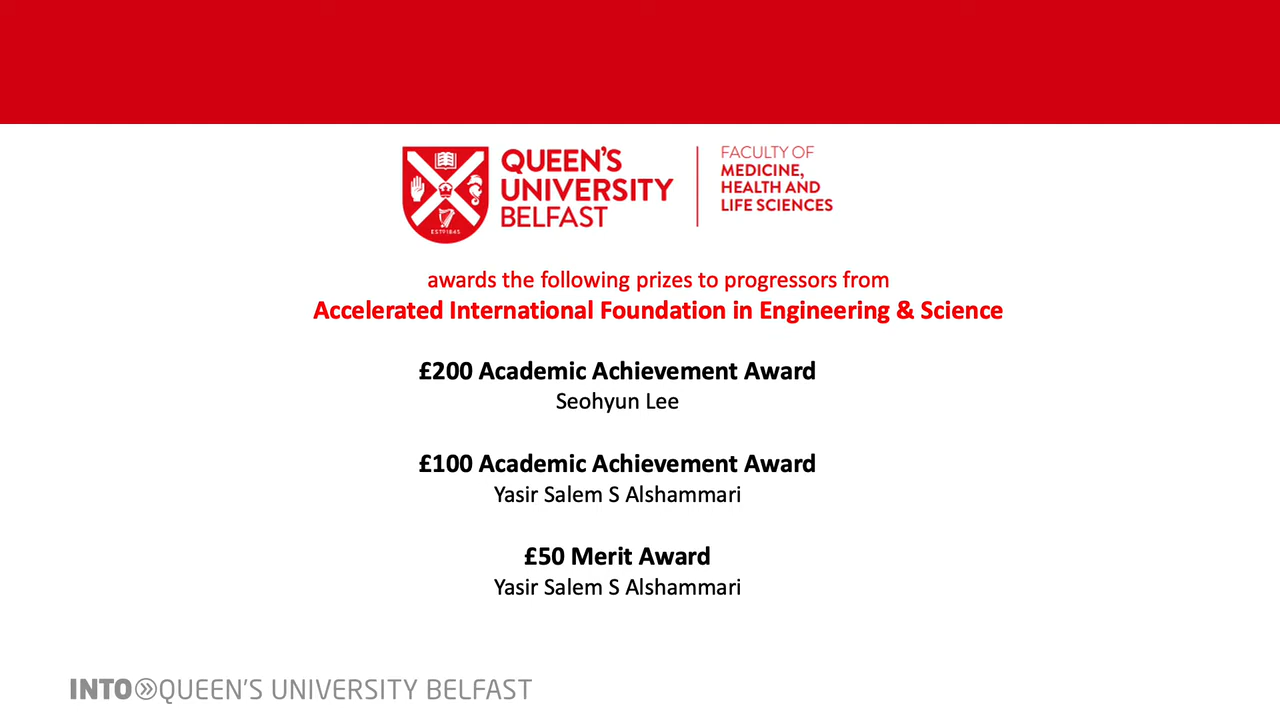 QUEEN'S
UNIVERSITY
BELFAST
ESTD1845
FACULTY OF
MEDICINE,
HEALTH AND
LIFE SCIENCES
awards the following prizes to progressors from
Accelerated International Foundation in Engineering & Science
£200 Academic Achievement Award
Seohyun Lee
£100 Academic Achievement Award
Yasir Salem S Alshammari
£50 Merit Award
Yasir Salem S Alshammari
INTO QUEEN'S UNIVERSITY BELFAST